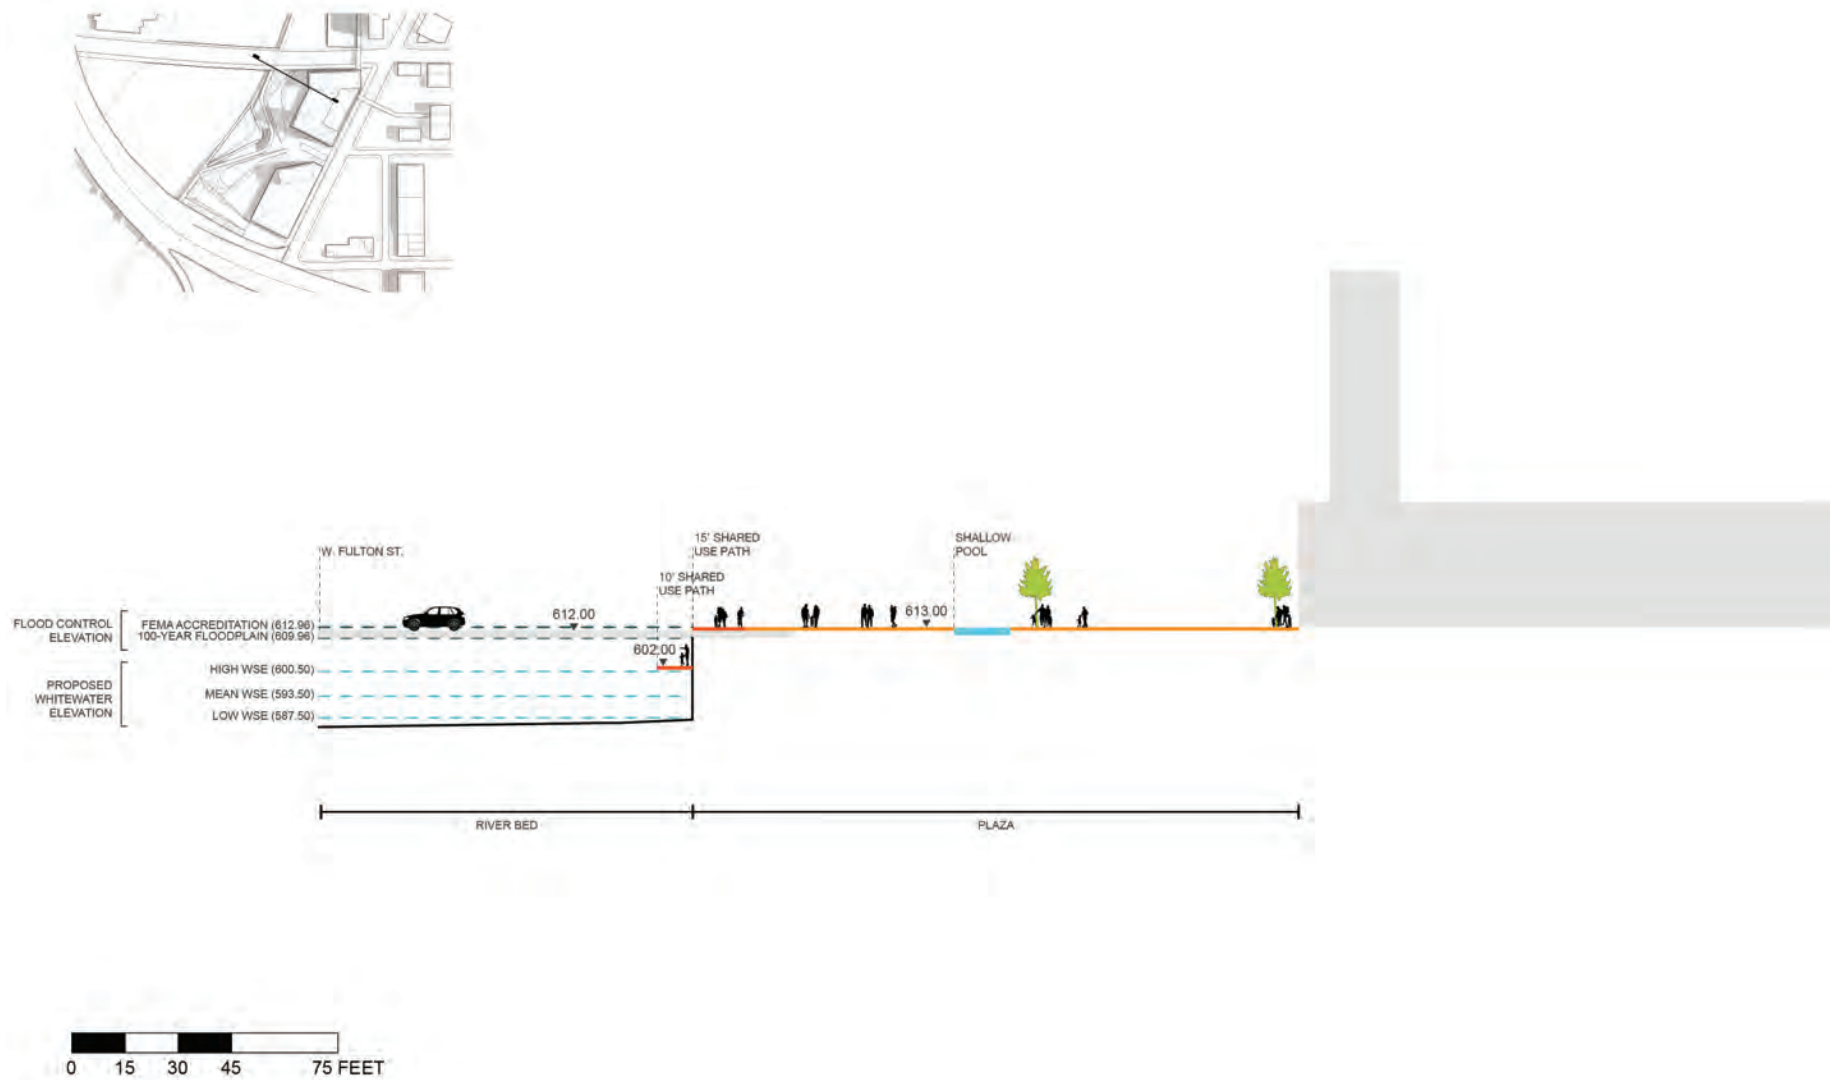 W. FULTON ST.
15' SHARED
USE PATH
SHALLOW
POOL
10' SHARED
USE PATH
612.00
613.00
FLOOD CONTROL
ELEVATION
FEMA ACCREDITATION (612.96)
100-YEAR FLOODPLAIN (609.96)
602.00
PROPOSED
WHITEWATER
ELEVATION
HIGH WSE (600.50)
MEAN WSE (593.50)
LOW WSE (587.50)
RIVER BED
PLAZA
0 15 30 45 75 FEET